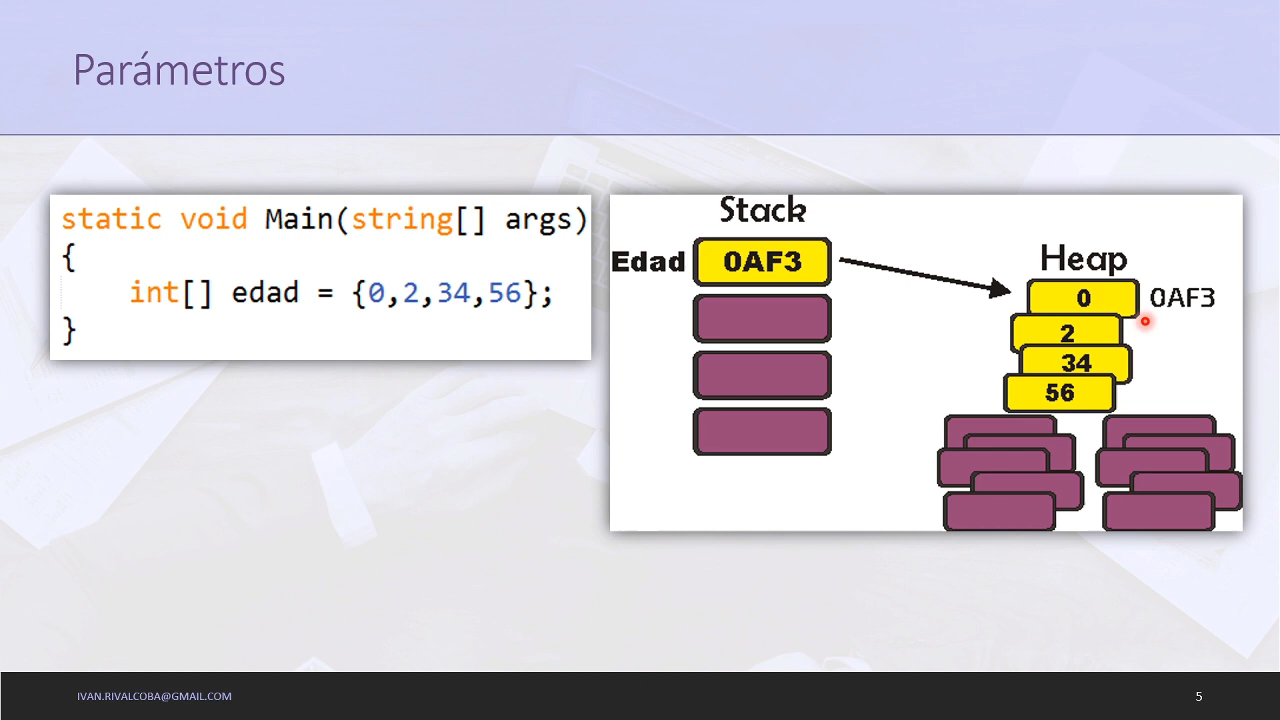 Parámetros
static void Main(string[] args)
{
int[] edad = {0,2,34,56};
}
Stack
Edad 0AF3
Heap
0 0AF3
2
34
56
IVAN.RIVALCOBA@GMAIL.COM
5